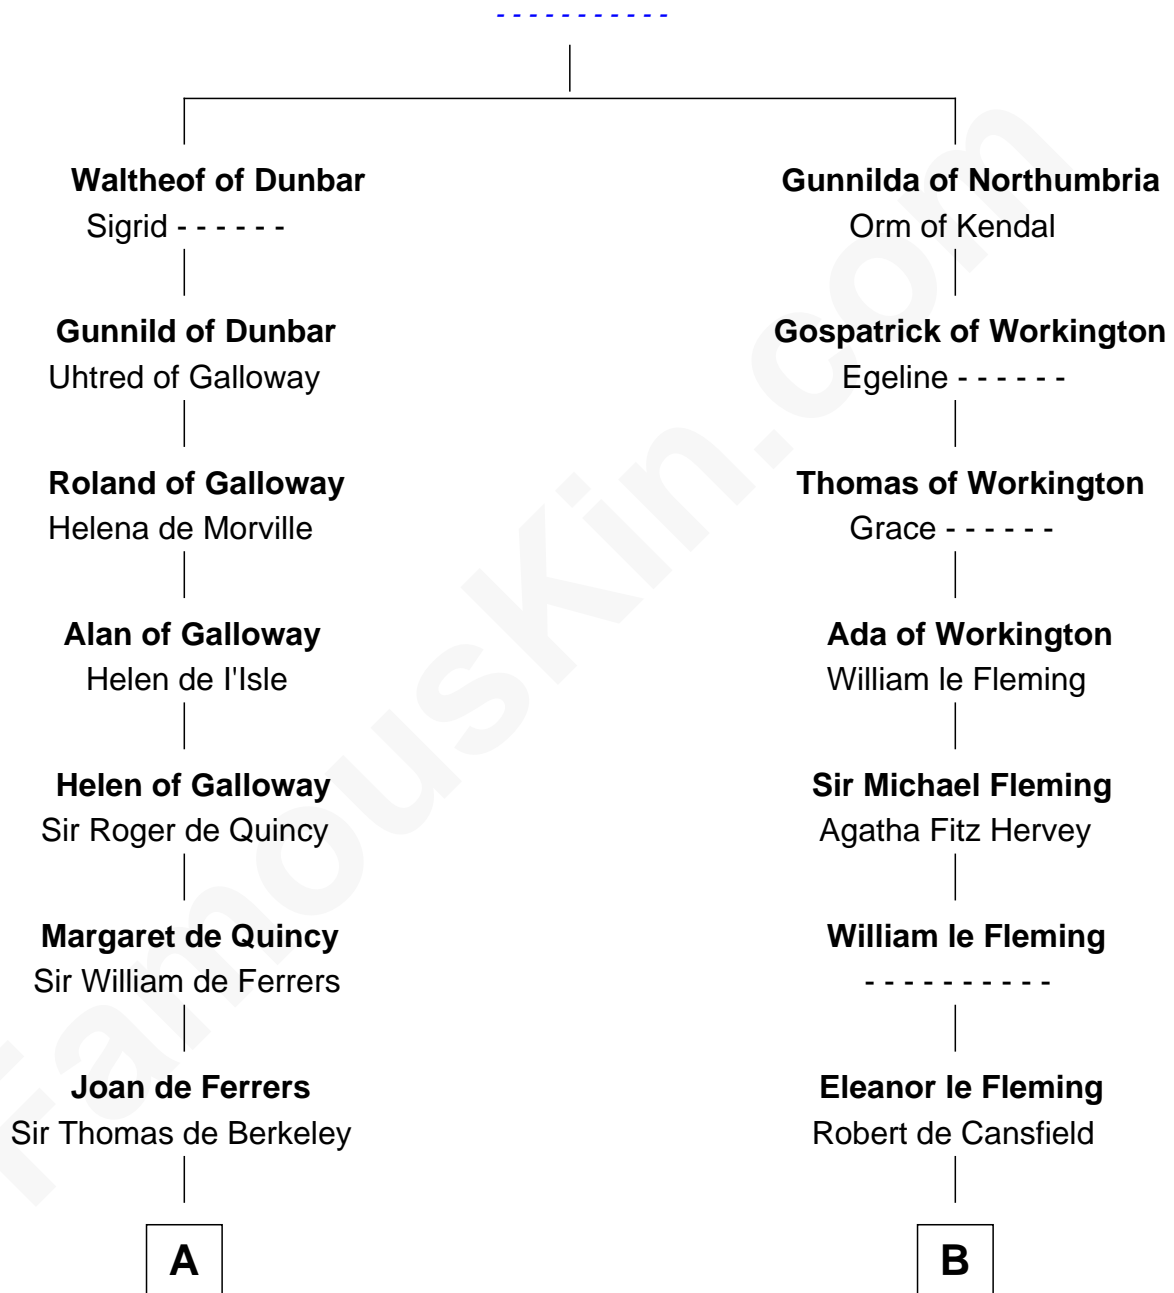 - - - - - - - - - - -
Waltheof of Dunbar
Sigrid - - - - - -
Gunnilda of Northumbria
Orm of Kendal
Gunnild of Dunbar
Uhtred of Galloway
Gospatrick of Workington
Egeline - - - - - -
Roland of Galloway
Helena de Morville
Thomas of Workington
Grace - - - - - -
Alan of Galloway
Helen de l'Isle
Ada of Workington
William le Fleming
Helen of Galloway
Sir Roger de Quincy
Sir Michael Fleming
Agatha Fitz Hervey
Margaret de Quincy
Sir William de Ferrers
William le Fleming
- - - - - - - - - -
Joan de Ferrers
Sir Thomas de Berkeley
Eleanor le Fleming
Robert de Cansfield
A
B
FamousKin.com